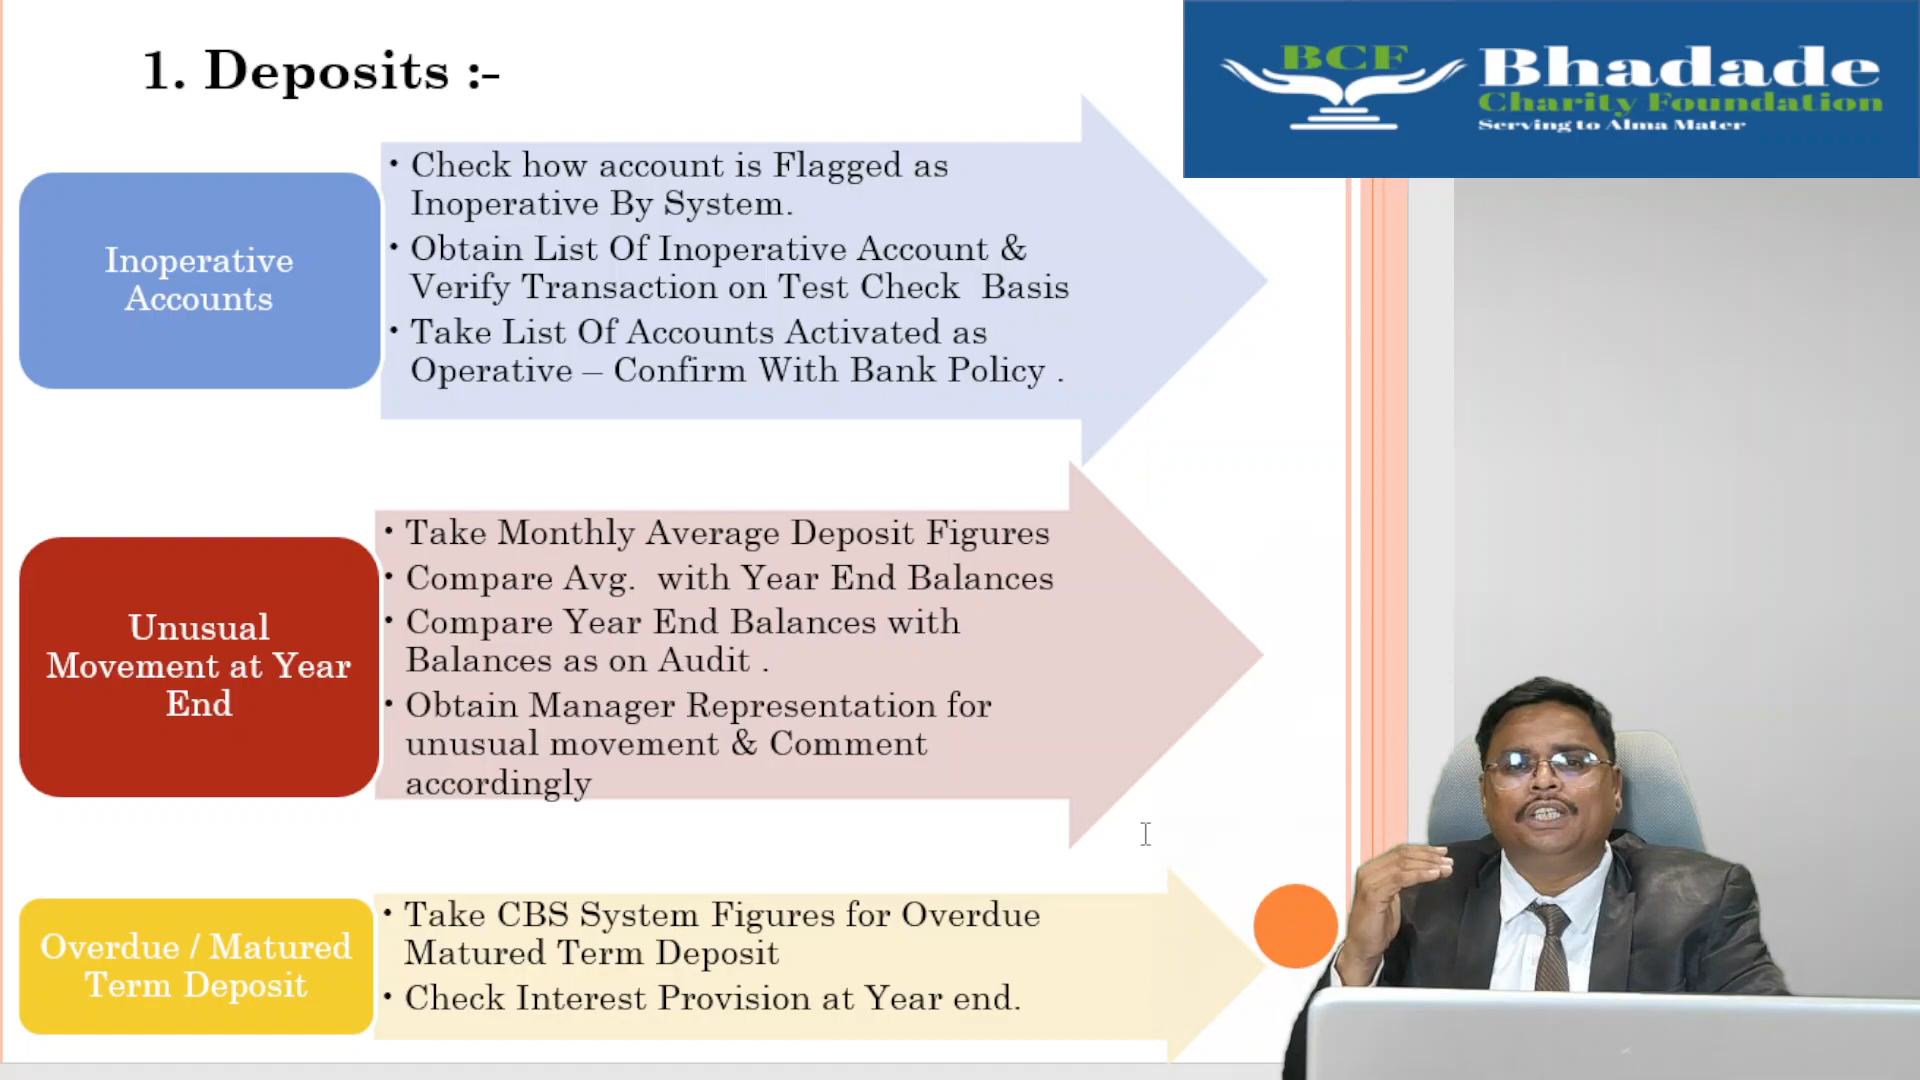 1. Deposits :-
BCF
Bhadade
Charity Foundation
Serving to Alma Mater
Inoperative
Accounts
• Check how account is Flagged as
Inoperative By System.
• Obtain List Of Inoperative Account &
Verify Transaction on Test Check Basis
• Take List Of Accounts Activated as
Operative – Confirm With Bank Policy .
Unusual
Movement at Year
End
• Take Monthly Average Deposit Figures
• Compare Avg. with Year End Balances
• Compare Year End Balances with
Balances as on Audit .
• Obtain Manager Representation for
unusual movement & Comment
accordingly
Overdue / Matured
Term Deposit
• Take CBS System Figures for Overdue
Matured Term Deposit
• Check Interest Provision at Year end.